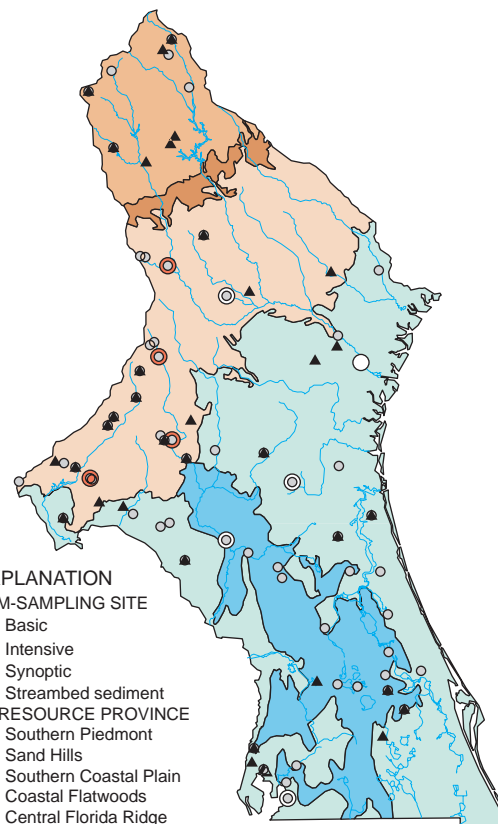 PLANATION
M-SAMPLING SITE
Basic
Intensive
Synoptic
Streambed sediment
RESOURCE PROVINCE
Southern Piedmont
Sand Hills
Southern Coastal Plain
Coastal Flatwoods
Central Florida Ridge